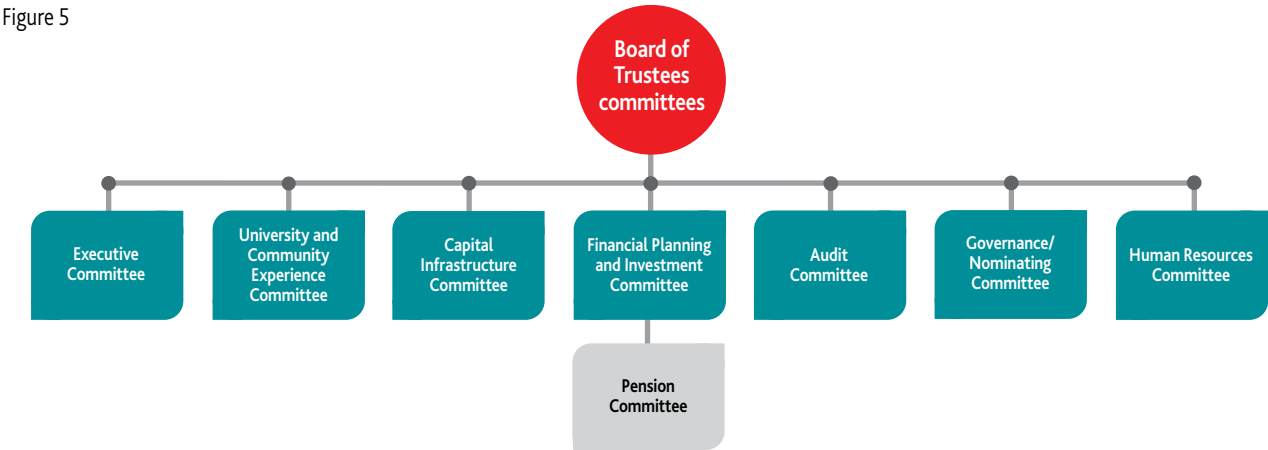 Figure 5
Board of
Trustees
committees
Executive
Committee
University and
Community
Experience
Committee
Capital
Infrastructure
Committee
Financial Planning
and Investment
Committee
Audit
Committee
Governance/
Nominating
Committee
Human Resources
Committee
Pension
Committee